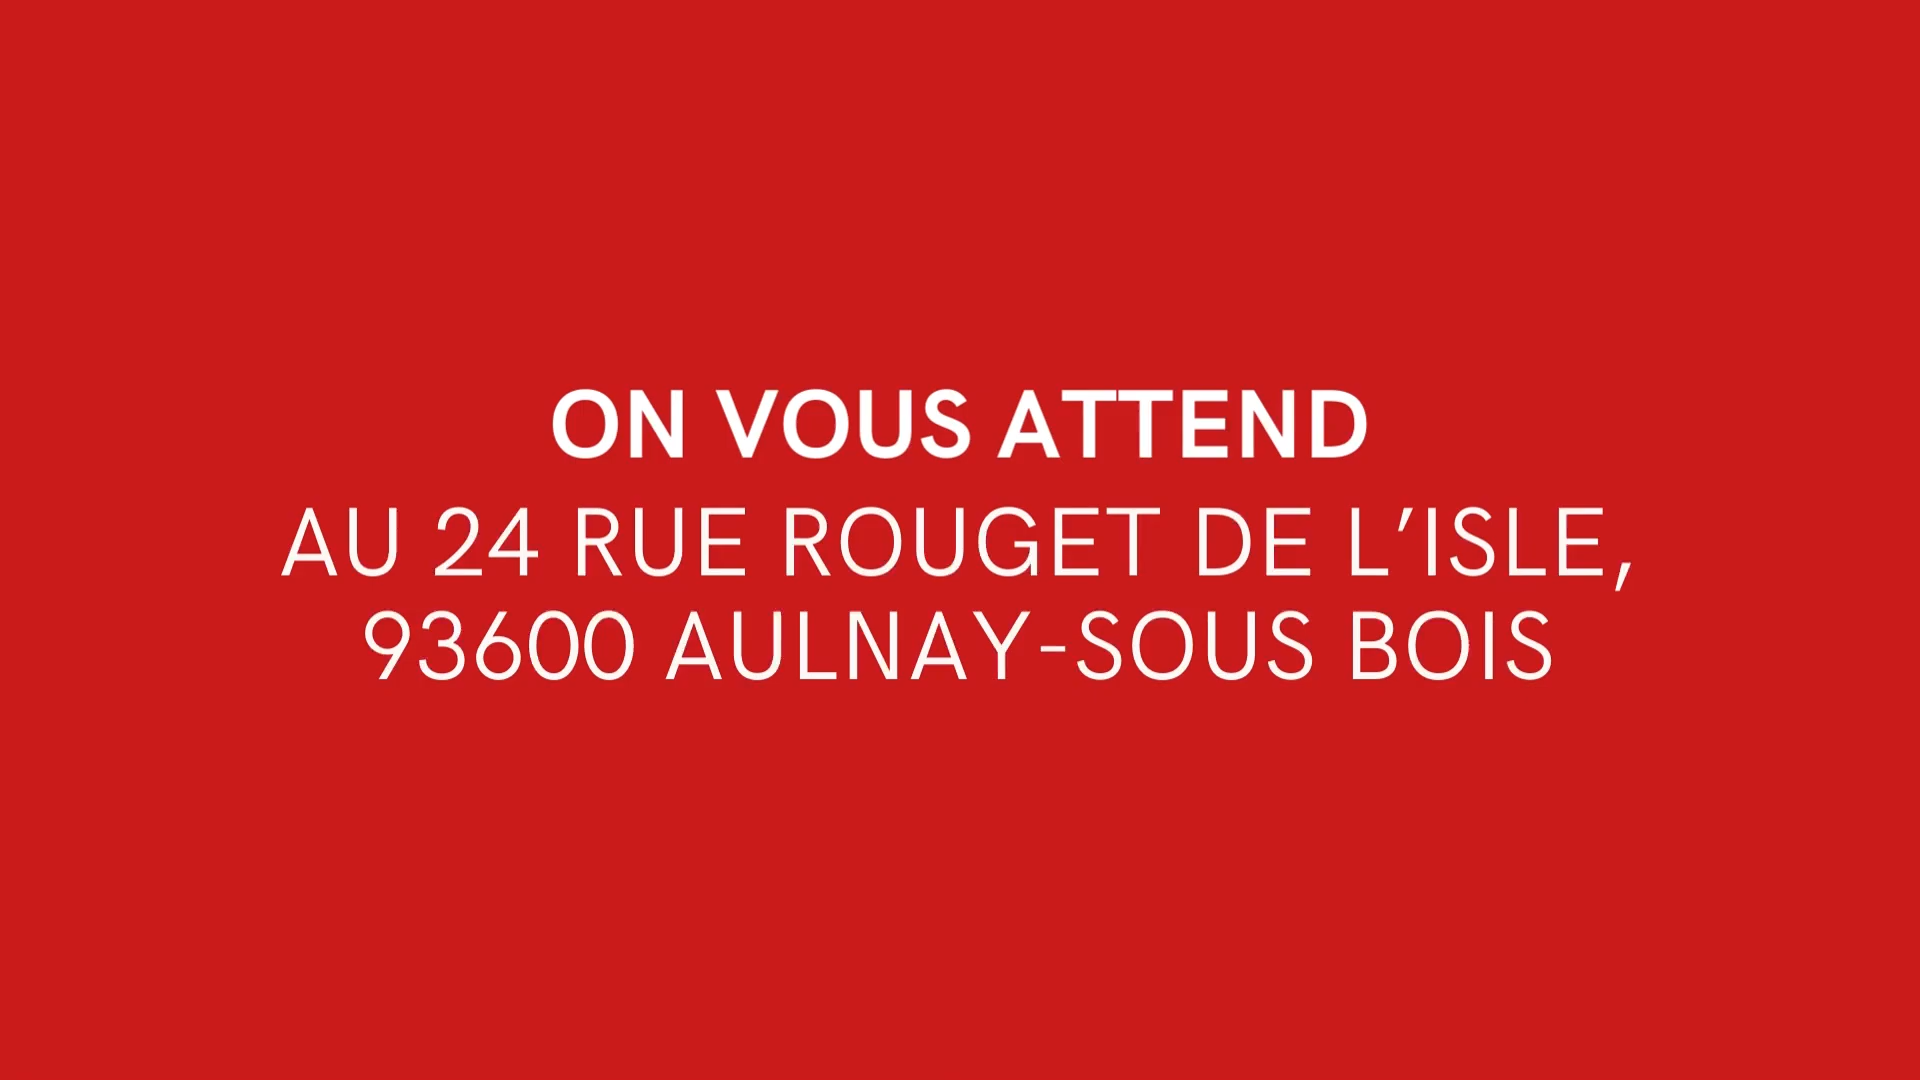 ON VOUS ATTEND
AU 24 RUE ROUGET DE L’ISLE,
93600 AULNAY-SOUS BOIS